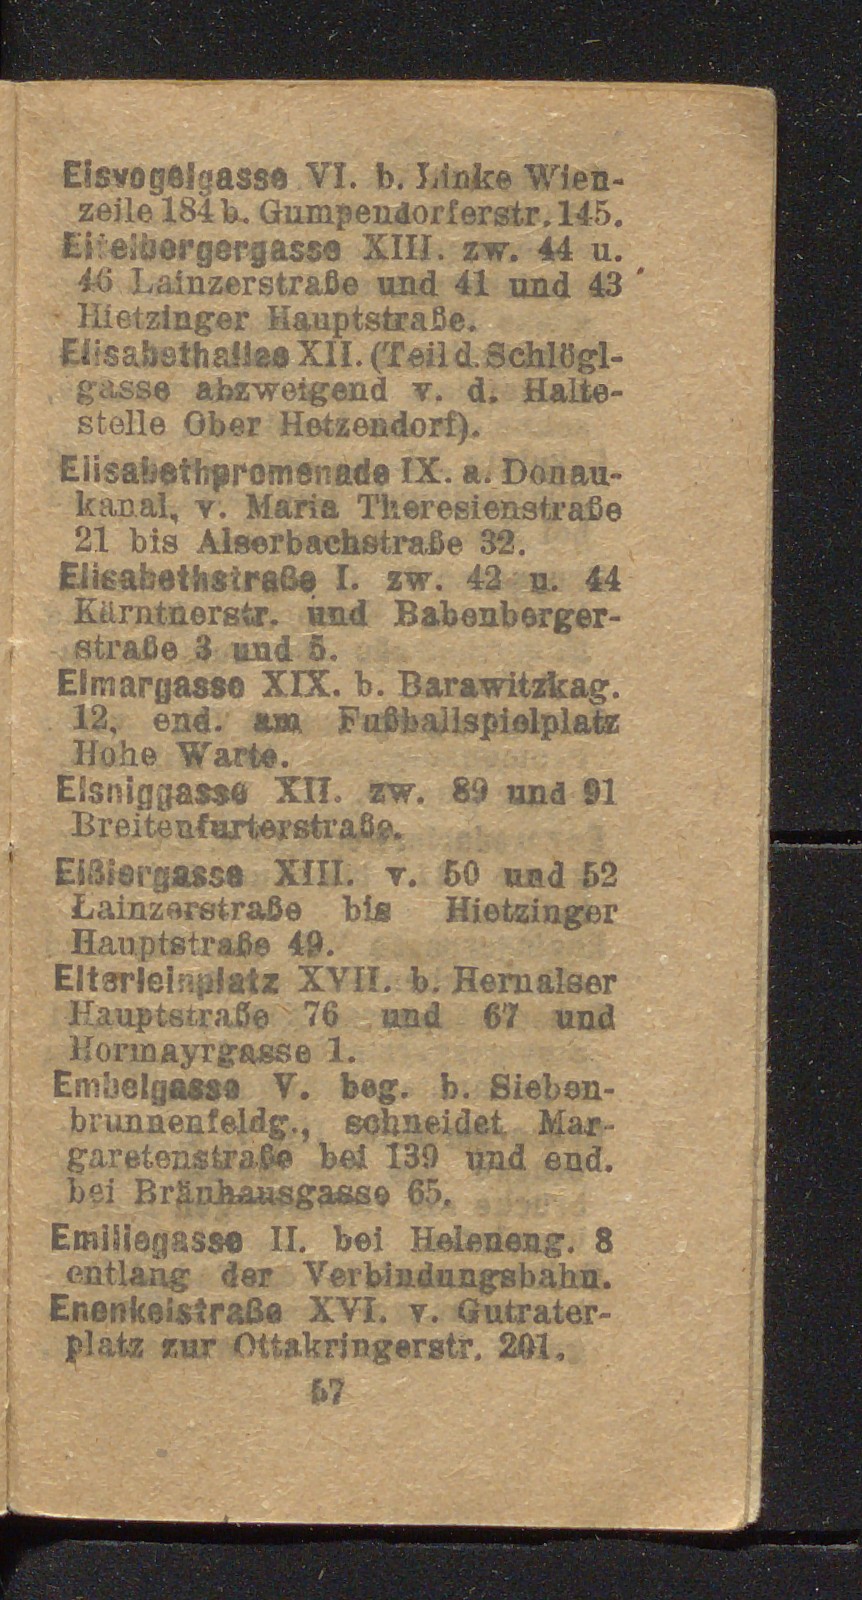 Eisvogelgasse VI. b. Linke Wien-
zeile 184 b. Gumpendorferstr. 145.
Eitelbergergasse XIII. zw. 44 u.
46 Lainzerstraße und 41 und 43
Hietzinger Hauptstraße.
Elisabethallee XII. (Teil d. Schlögl-
gasse abzweigend v. d. Halte-
stelle Ober Hetzendorf).
Elisabethpromenade IX. a. Donau-
kanal, v. Maria Theresienstraße
21 bis Alserbachstraße 32.
Elisabethstraße I. zw. 42 u. 44
Kärntnerstr. und Babenberger-
straße 3 und 5.
Elmargasse XIX. b. Barawitzkag.
12, end. am Fußballspielplatz
Hohe Warte.
Elsniggasse XII. zw. 89 und 91
Breitenfurterstraße.
Elßlergasse XIII. v. 50 und 52
Lainzerstraße bis Hietzinger
Hauptstraße 49.
Elterleinplatz XVII. b. Hernalser
Hauptstraße 76 und 67 und
Hormayrgasse 1.
Embelgasse V. beg. b. Sieben-
brunnenfeldg., schneidet Mar-
garetenstraße bei 139 und end.
bei Bränhausgasse 65.
Emiliegasse II. bei Heleneng. 8
entlang der Verbindungsbahn.
Enenkelstraße XVI. v. Gutrater-
platz zur Ottakringerstr. 201.
57